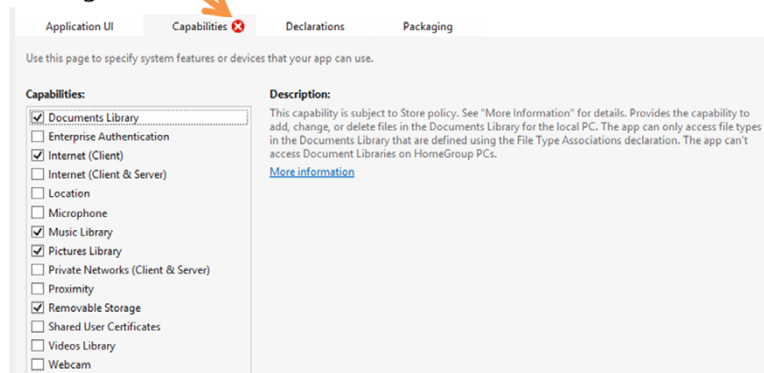 Application UI Capabilities Declarations Packaging
Use this page to specify system features or devices that your app can use.
Capabilities:
Documents Library
Enterprise Authentication
Internet (Client)
Internet (Client & Server)
Location
Microphone
Music Library
Pictures Library
Private Networks (Client & Server)
Proximity
Removable Storage
Shared User Certificates
Videos Library
Webcam
Description:
This capability is subject to Store policy. See "More Information" for details. Provides the capability to
add, change, or delete files in the Documents Library for the local PC. The app can only access file types
in the Documents Library that are defined using the File Type Associations declaration. The app can't
access Document Libraries on HomeGroup PCs.
More information